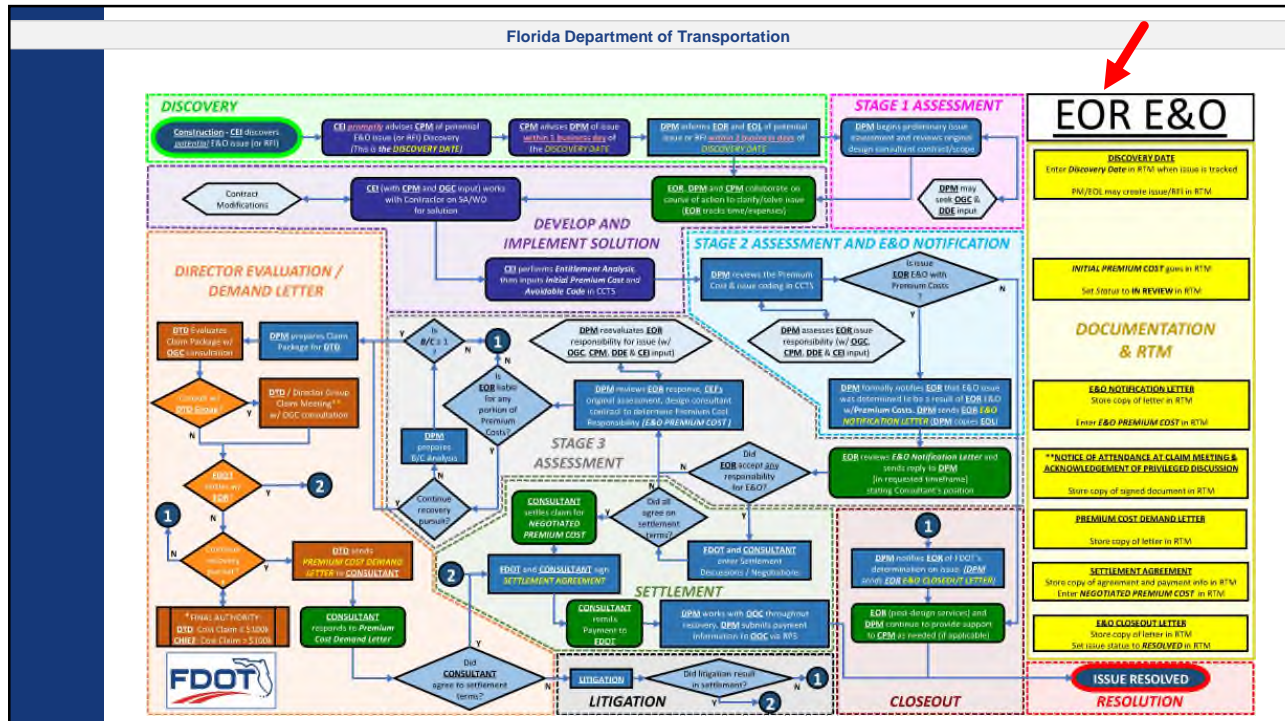 Florida Department of Transportation
DISCOVERY
Construction - CEI discovers
potential E&O issue (or RFI)
CEI promptly advises CPM of potential
E&O issue (or RFI) Discovery
(This is the DISCOVERY DATE)
CPM advises DPM of issue
within 1 business day of
the DISCOVERY DATE
DPM informs EOR and EOL of potential
issue or RFI within 2 business days of
DISCOVERY DATE
STAGE 1 ASSESSMENT
DPM begins preliminary issue
assessment and reviews original
design consultant contract/scope
DPM may
seek OGC &
DDE input
EOR E&O
DISCOVERY DATE
Enter Discovery Date in RTM when issue is tracked
PM/EOL may create issue/RFI in RTM
INITIAL PREMIUM COST goes in RTM
Set Status to IN REVIEW in RTM
DOCUMENTATION
& RTM
E&O NOTIFICATION LETTER
Store copy of letter in RTM
Enter E&O PREMIUM COST in RTM
**NOTICE OF ATTENDANCE AT CLAIM MEETING &
ACKNOWLEDGEMENT OF PRIVILEGED DISCUSSION
Store copy of signed document in RTM
PREMIUM COST DEMAND LETTER
Store copy of letter in RTM
SETTLEMENT AGREEMENT
Store copy of agreement and payment info in RTM
Enter NEGOTIATED PREMIUM COST in RTM
E&O CLOSEOUT LETTER
Store copy of letter in RTM
Set issue status to RESOLVED in RTM
ISSUE RESOLVED
RESOLUTION
Contract
Modifications
CEI (with CPM and OGC input) works
with Contractor on SA/WO
for solution
EOR, DPM and CPM collaborate on
course of action to clarify/solve issue
(EOR tracks time/expenses)
DEVELOP AND
IMPLEMENT SOLUTION
CEI performs Entitlement Analysis,
then inputs Initial Premium Cost and
Avoidable Code in CCTS
STAGE 2 ASSESSMENT AND E&O NOTIFICATION
DPM reviews the Premium
Cost & issue coding in CCTS
Is issue
EOR E&O with
Premium Costs
?
N
Y
DPM assesses EOR issue
responsibility (w/ OGC,
CPM, DDE & CEI input)
DPM formally notifies EOR that E&O issue
was determined to be a result of EOR E&O
w/Premium Costs. DPM sends EOR E&O
NOTIFICATION LETTER (DPM copies EOL)
DIRECTOR EVALUATION /
DEMAND LETTER
DTD Evaluates
Claim Package w/
OGC consultation
DPM prepares Claim
Package for DTD
Consult w/
DTD Group?
Y
N
DTD / Director Group
Claim Meeting**
w/ OGC consultation
FDOT
settles w/
EOR?
Y
2
N
1
N
Continue
recovery
pursuit?
Y
DTD sends
PREMIUM COST DEMAND
LETTER to CONSULTANT
*FINAL AUTHORITY
DTD: Cost Claim ≤ $100k
CHIEF: Cost Claim > $100k
CONSULTANT
responds to Premium
Cost Demand Letter
FDOT
Did
CONSULTANT
agree to settlement
terms?
Y
N
STAGE 3
ASSESSMENT
Is
B/C ≥ 1
?
Y
N
1
N
Is
EOR liable
for any
portion of
Premium
Costs?
Y
DPM
prepares
B/C Analysis
Y
Continue
recovery
pursuit?
N
DPM reevaluates EOR
responsibility for issue (w/
OGC, CPM, DDE & CEI input)
DPM reviews EOR response, CEI's
original assessment, design consultant
contract to determine Premium Cost
Responsibility (E&O PREMIUM COST)
Did
EOR accept any
responsibility
for E&O?
N
Y
EOR reviews E&O Notification Letter and
sends reply to DPM
[in requested timeframe]
stating Consultant's position
CONSULTANT
settles claim for
NEGOTIATED
PREMIUM COST
Y
Did all
agree on
settlement
terms?
N
FDOT and CONSULTANT
enter Settlement
Discussions / Negotiations
2
FDOT and CONSULTANT sign
SETTLEMENT AGREEMENT
SETTLEMENT
CONSULTANT
remits
Payment to
FDOT
DPM works with OOC throughout
recovery. DPM submits payment
information to OOC via RPS
1
DPM notifies EOR of FDOT's
determination on issue. (DPM
sends EOR E&O CLOSEOUT LETTER)
EOR (post-design services) and
DPM continue to provide support
to CPM as needed (if applicable)
CLOSEOUT
LITIGATION
LITIGATION
Did litigation result
in settlement?
N
1
Y
2